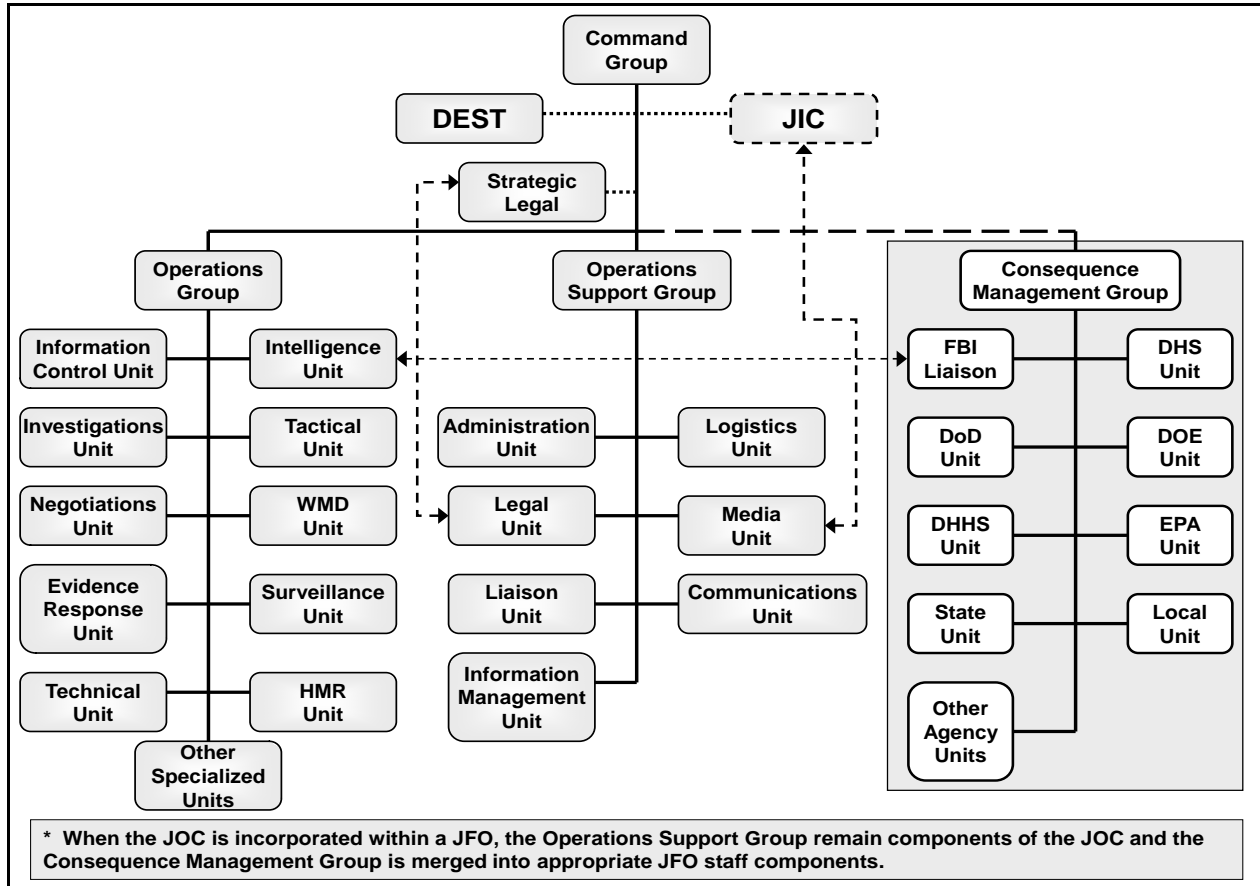 Command
Group
DEST
JIC
Strategic
Legal
Operations
Group
Operations
Support Group
Consequence
Management Group
Information
Control Unit
Intelligence
Unit
Investigations
Unit
Tactical
Unit
Negotiations
Unit
WMD
Unit
Evidence
Response
Unit
Surveillance
Unit
Technical
Unit
HMR
Unit
Other
Specialized
Units
Administration
Unit
Logistics
Unit
Legal
Unit
Media
Unit
Liaison
Unit
Communications
Unit
Information
Management
Unit
FBI
Liaison
DHS
Unit
DoD
Unit
DOE
Unit
DHHS
Unit
EPA
Unit
State
Unit
Local
Unit
Other
Agency
Units
* When the JOC is incorporated within a JFO, the Operations Support Group remain components of the JOC and the
Consequence Management Group is merged into appropriate JFO staff components.